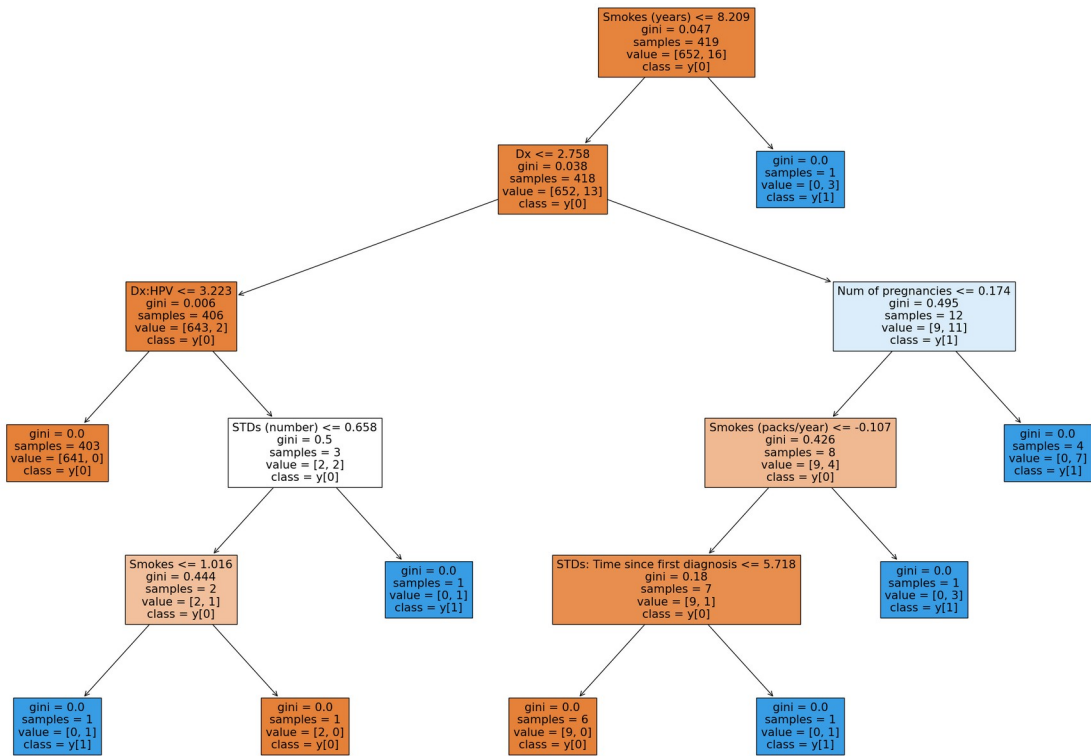 Smokes (years) <= 8.209
gini = 0.047
samples = 419
value = [652, 16]
class = y[0]
Dx <= 2.758
gini = 0.038
samples = 418
value = [652, 13]
class = y[0]
gini = 0.0
samples = 1
value = [0, 3]
class = y[1]
Dx:HPV <= 3.223
gini = 0.006
samples = 406
value = [643, 2]
class = y[0]
Num of pregnancies <= 0.174
gini = 0.495
samples = 12
value = [9, 11]
class = y[1]
gini = 0.0
samples = 403
value = [641, 0]
class = y[0]
STDs (number) <= 0.658
gini = 0.5
samples = 3
value = [2, 2]
class = y[0]
Smokes (packs/year) <= -0.107
gini = 0.426
samples = 8
value = [9, 4]
class = y[0]
gini = 0.0
samples = 4
value = [0, 7]
class = y[1]
Smokes <= 1.016
gini = 0.444
samples = 2
value = [2, 1]
class = y[0]
gini = 0.0
samples = 1
value = [0, 1]
class = y[1]
STDs: Time since first diagnosis <= 5.718
gini = 0.18
samples = 7
value = [9, 1]
class = y[0]
gini = 0.0
samples = 1
value = [0, 3]
class = y[1]
gini = 0.0
samples = 1
value = [0, 1]
class = y[1]
gini = 0.0
samples = 1
value = [2, 0]
class = y[0]
gini = 0.0
samples = 6
value = [9, 0]
class = y[0]
gini = 0.0
samples = 1
value = [0, 1]
class = y[1]